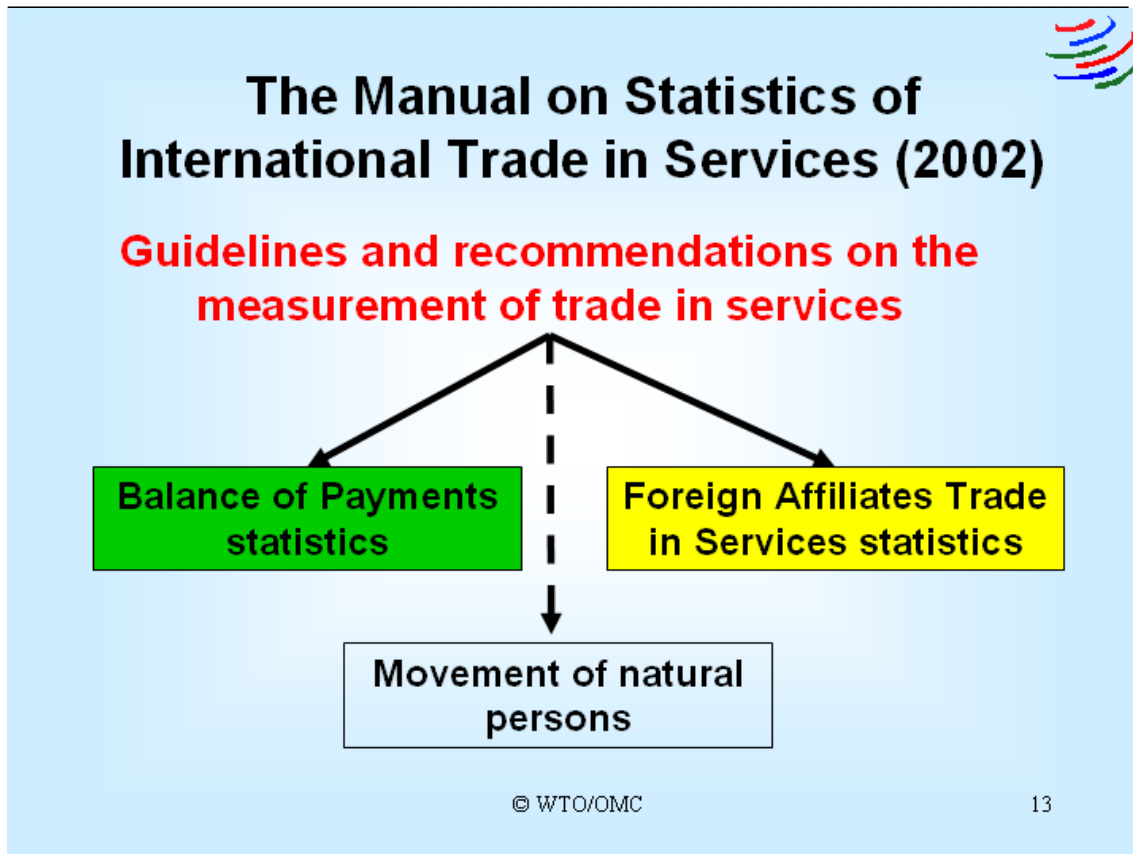 The Manual on Statistics of
International Trade in Services (2002)
Guidelines and recommendations on the
measurement of trade in services
Balance of Payments
statistics
Foreign Affiliates Trade
in Services statistics
Movement of natural
persons
© WTO/OMC
13